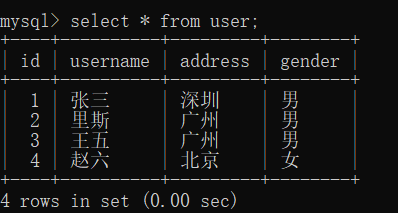 mysql> select * from user;
+----+----------+---------+--------+
| id | username | address | gender |
+----+----------+---------+--------+
| 1 | 张三 | 深圳 | 男 |
| 2 | 里斯 | 广州 | 男 |
| 3 | 王五 | 广州 | 男 |
| 4 | 赵六 | 北京 | 女 |
+----+----------+---------+--------+
4 rows in set (0.00 sec)